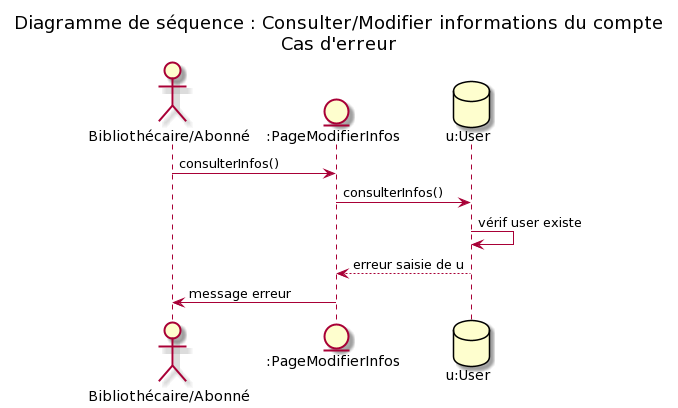 Diagramme de séquence : Consulter/Modifier informations du compte
Cas d'erreur
Bibliothécaire/Abonné :PageModifierInfos u:User
consulterInfos()
consulterInfos()
vérif user existe
erreur saisie de u
message erreur
Bibliothécaire/Abonné :PageModifierInfos u:User